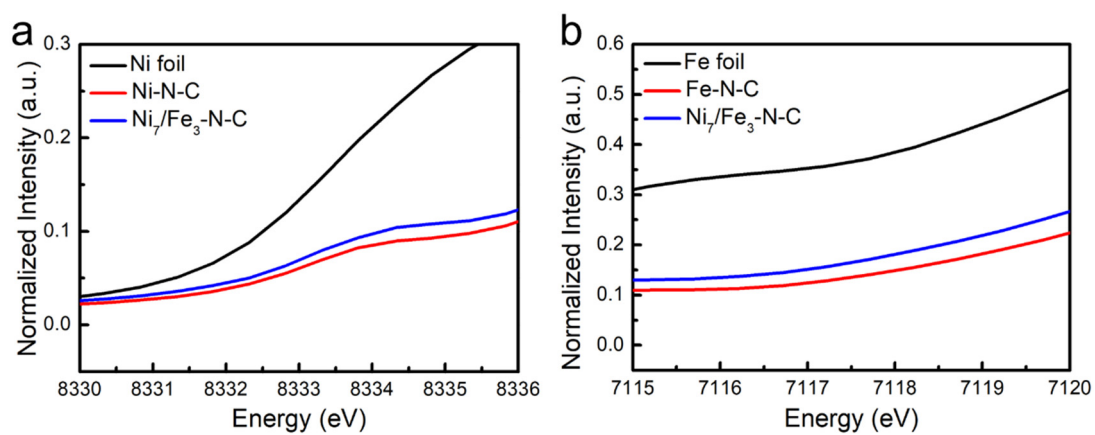 a
0.3
0.2
0.1
0.0
Normalized Intensity (a.u.)
Ni foil
Ni-N-C
Ni₇/Fe₃-N-C
8330 8331 8332 8333 8334 8335 8336
Energy (eV)
b
0.6
0.5
0.4
0.3
0.2
0.1
0.0
Normalized Intensity (a.u.)
Fe foil
Fe-N-C
Ni₇/Fe₃-N-C
7115 7116 7117 7118 7119 7120
Energy (eV)